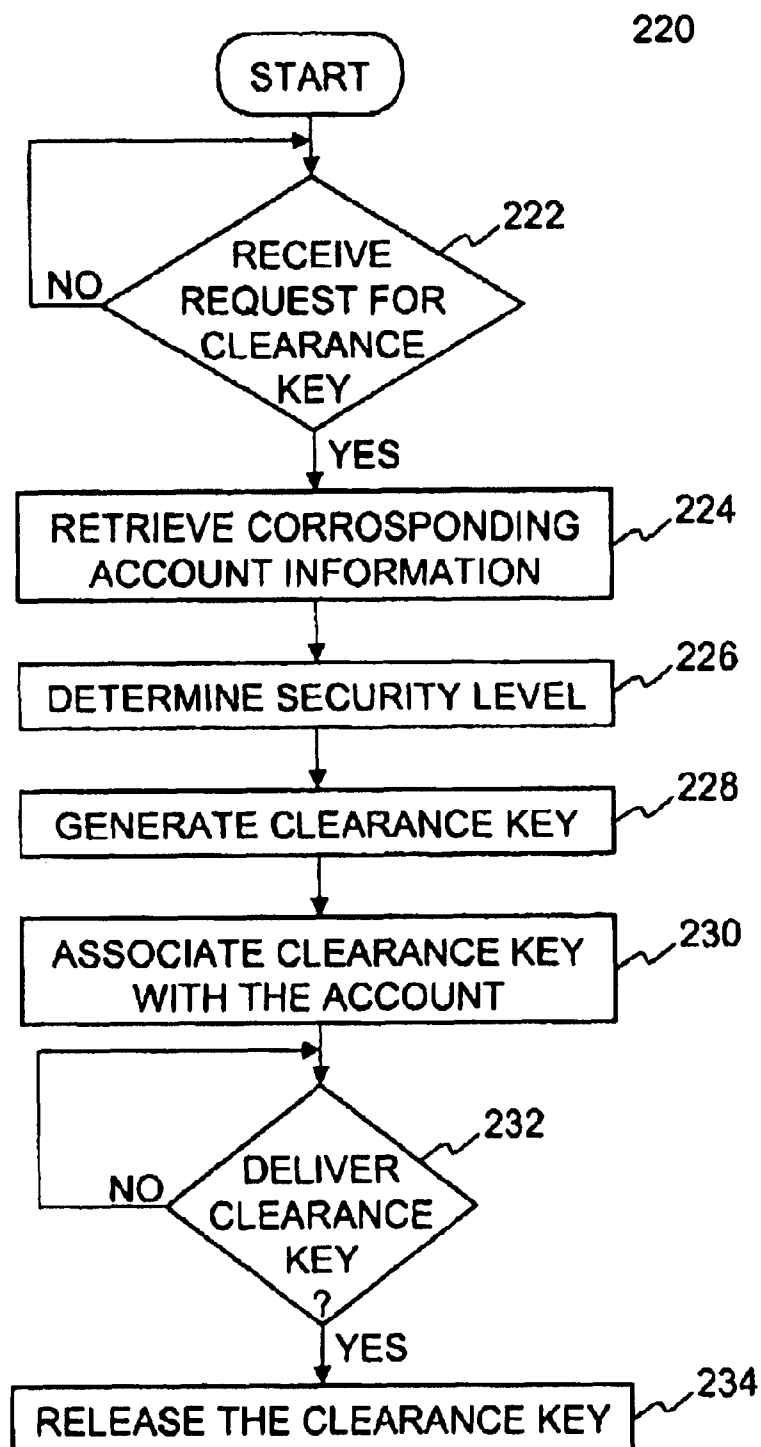 220
START
222
RECEIVE
REQUEST FOR
CLEARANCE
KEY
NO
YES
224
RETRIEVE CORROSPONDING
ACCOUNT INFORMATION
226
DETERMINE SECURITY LEVEL
228
GENERATE CLEARANCE KEY
230
ASSOCIATE CLEARANCE KEY
WITH THE ACCOUNT
232
DELIVER
CLEARANCE
KEY
?
NO
YES
234
RELEASE THE CLEARANCE KEY